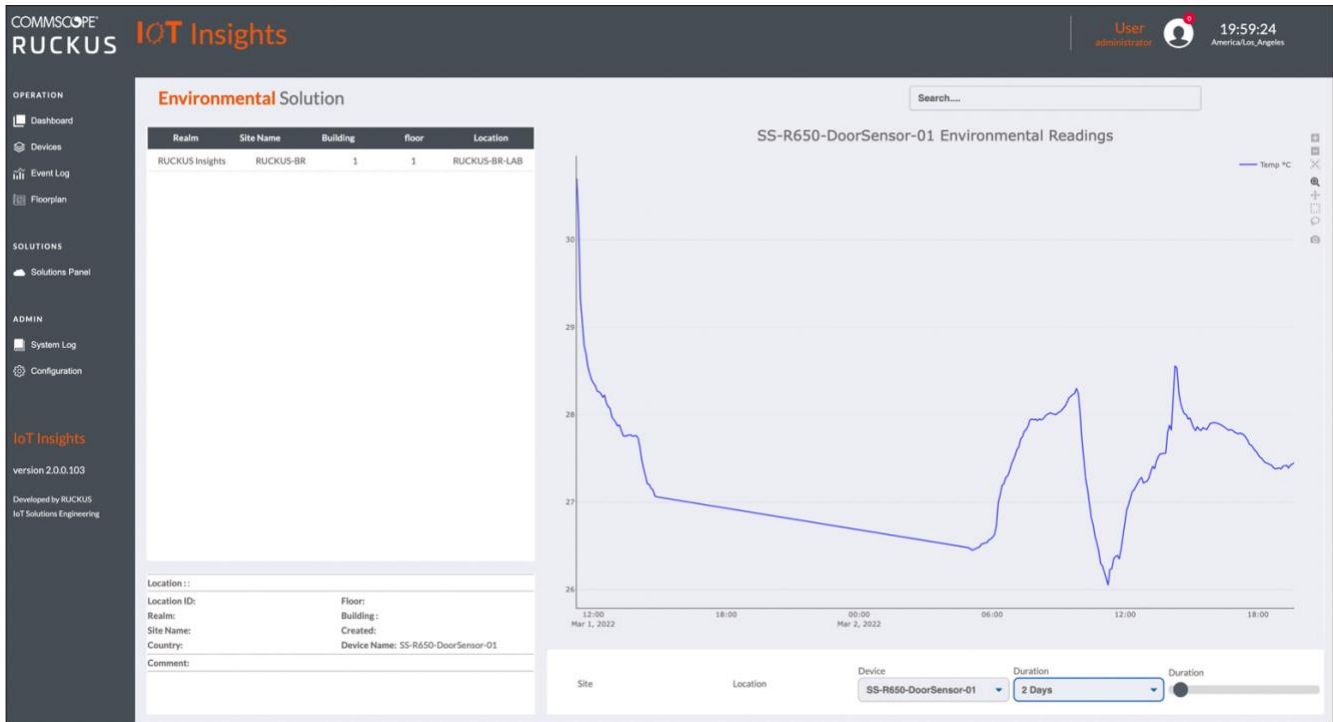 COMMSCOPE®
RUCKUS
IOT Insights
User
administrator
0
19:59:24
America/Los_Angeles
OPERATION
Dashboard
Devices
Event Log
Floorplan
SOLUTIONS
Solutions Panel
ADMIN
System Log
Configuration
IoT Insights
version 2.0.0.103
Developed by RUCKUS
IoT Solutions Engineering
Environmental Solution
Search....
Realm Site Name Building floor Location
RUCKUS Insights RUCKUS-BR 1 1 RUCKUS-BR-LAB
Location : :
Location ID: Floor:
Realm: Building :
Site Name: Created:
Country: Device Name: SS-R650-DoorSensor-01
Comment:
SS-R650-DoorSensor-01 Environmental Readings
Temp °C
30
29
28
27
26
12:00 18:00 00:00 06:00 12:00 18:00
Mar 1, 2022 Mar 2, 2022
Site Location
Device Duration Duration
SS-R650-DoorSensor-01 2 Days